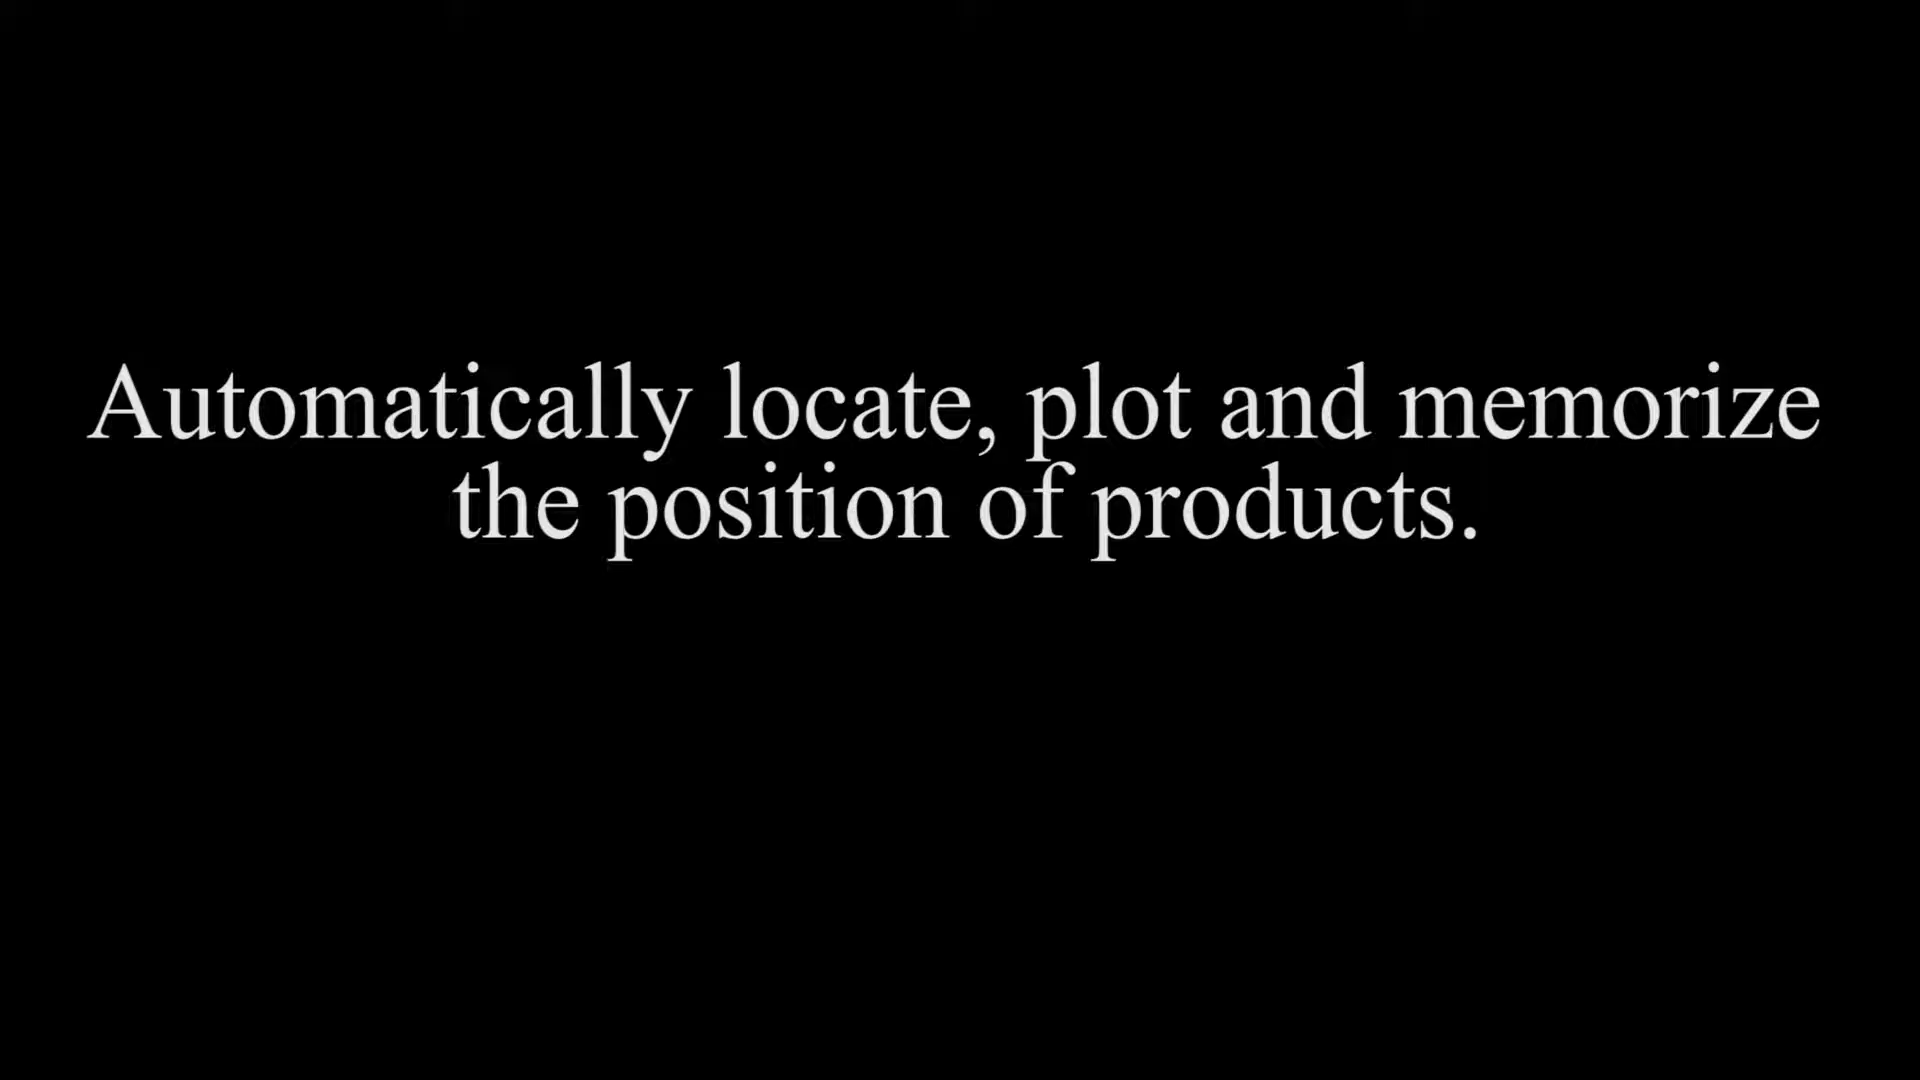 Automatically locate, plot and memorize
the position of products.